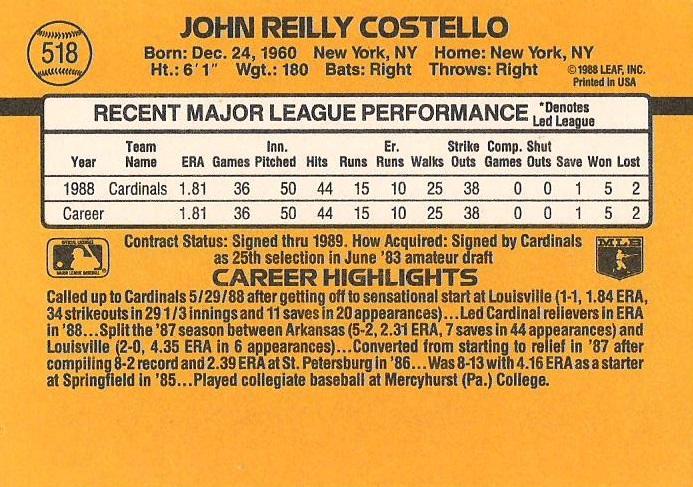 518
JOHN REILLY COSTELLO
Born: Dec. 24, 1960 New York, NY Home: New York, NY
Ht.: 6' 1" Wgt.: 180 Bats: Right Throws: Right
©1988 LEAF, INC.
Printed in USA
RECENT MAJOR LEAGUE PERFORMANCE *Denotes
Led League
Team Inn. Er. Strike Comp. Shut
Year Name ERA Games Pitched Hits Runs Runs Walks Outs Games Outs Save Won Lost
1988 Cardinals 1.81 36 50 44 15 10 25 38 0 0 1 5 2
Career 1.81 36 50 44 15 10 25 38 0 0 1 5 2
Contract Status: Signed thru 1989. How Acquired: Signed by Cardinals
as 25th selection in June '83 amateur draft
MAJOR LEAGUE BASEBALL
MLB
CAREER HIGHLIGHTS
Called up to Cardinals 5/29/88 after getting off to sensational start at Louisville (1-1, 1.84 ERA,
34 strikeouts in 29 1/3 innings and 11 saves in 20 appearances)...Led Cardinal relievers in ERA
in '88...Split the '87 season between Arkansas (5-2, 2.31 ERA, 7 saves in 44 appearances) and
Louisville (2-0, 4.35 ERA in 6 appearances)...Converted from starting to relief in '87 after
compiling 8-2 record and 2.39 ERA at St. Petersburg in '86...Was 8-13 with 4.16 ERA as a starter
at Springfield in '85...Played collegiate baseball at Mercyhurst (Pa.) College.